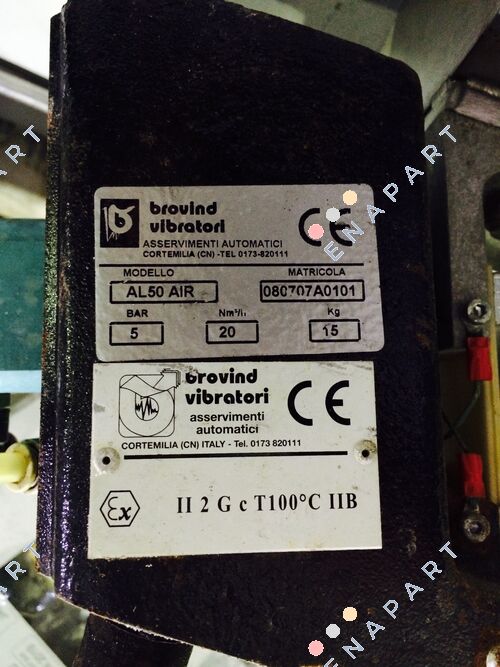 brovind
vibratori
CE
ASSERVIMENTI AUTOMATICI
CORTEMILIA (CN) -TEL 0173-820111
MODELLO MATRICOLA
AL50 AIR 080707A0101
BAR Nm³/h Kg
5 20 15
brovind
vibratori
CE
asservimenti
automatici
CORTEMILIA (CN) ITALY - Tel. 0173 820111
Ex II 2 G c T100°C IIB
ENAPART
ENAPART
ENAPART
ENAPART